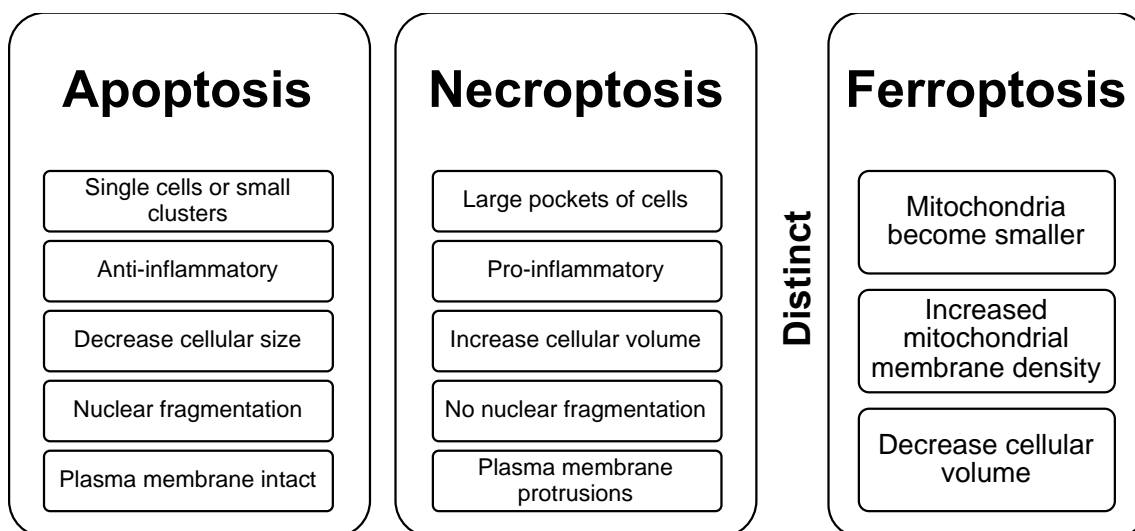 Apoptosis
Single cells or small
clusters
Anti-inflammatory
Decrease cellular size
Nuclear fragmentation
Plasma membrane intact
Necroptosis
Large pockets of cells
Pro-inflammatory
Increase cellular volume
No nuclear fragmentation
Plasma membrane
protrusions
Distinct
Ferroptosis
Mitochondria
become smaller
Increased
mitochondrial
membrane density
Decrease cellular
volume